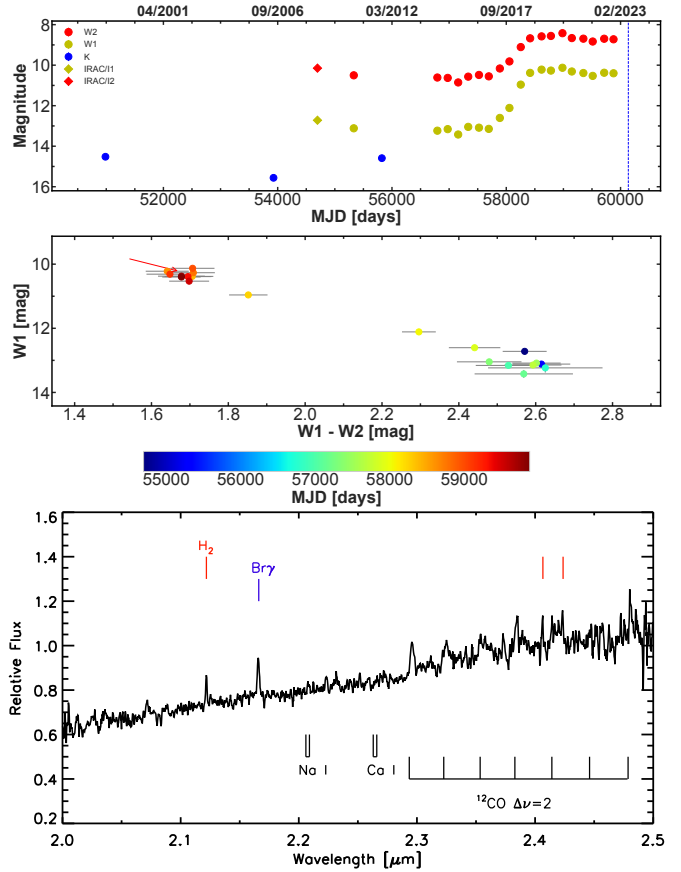 04/2001 09/2006 03/2012 09/2017 02/2023
8
10
12
14
16
Magnitude
W2
W1
K
IRAC/I1
IRAC/I2
52000 54000 56000 58000 60000
MJD [days]
10
12
14
W1 [mag]
1.4 1.6 1.8 2.0 2.2 2.4 2.6 2.8
W1 - W2 [mag]
55000 56000 57000 58000 59000
MJD [days]
1.6
1.4
1.2
1.0
0.8
0.6
0.4
0.2
Relative Flux
H₂
Brγ
Na I
Ca I
¹²CO Δν=2
2.0 2.1 2.2 2.3 2.4 2.5
Wavelength [μm]